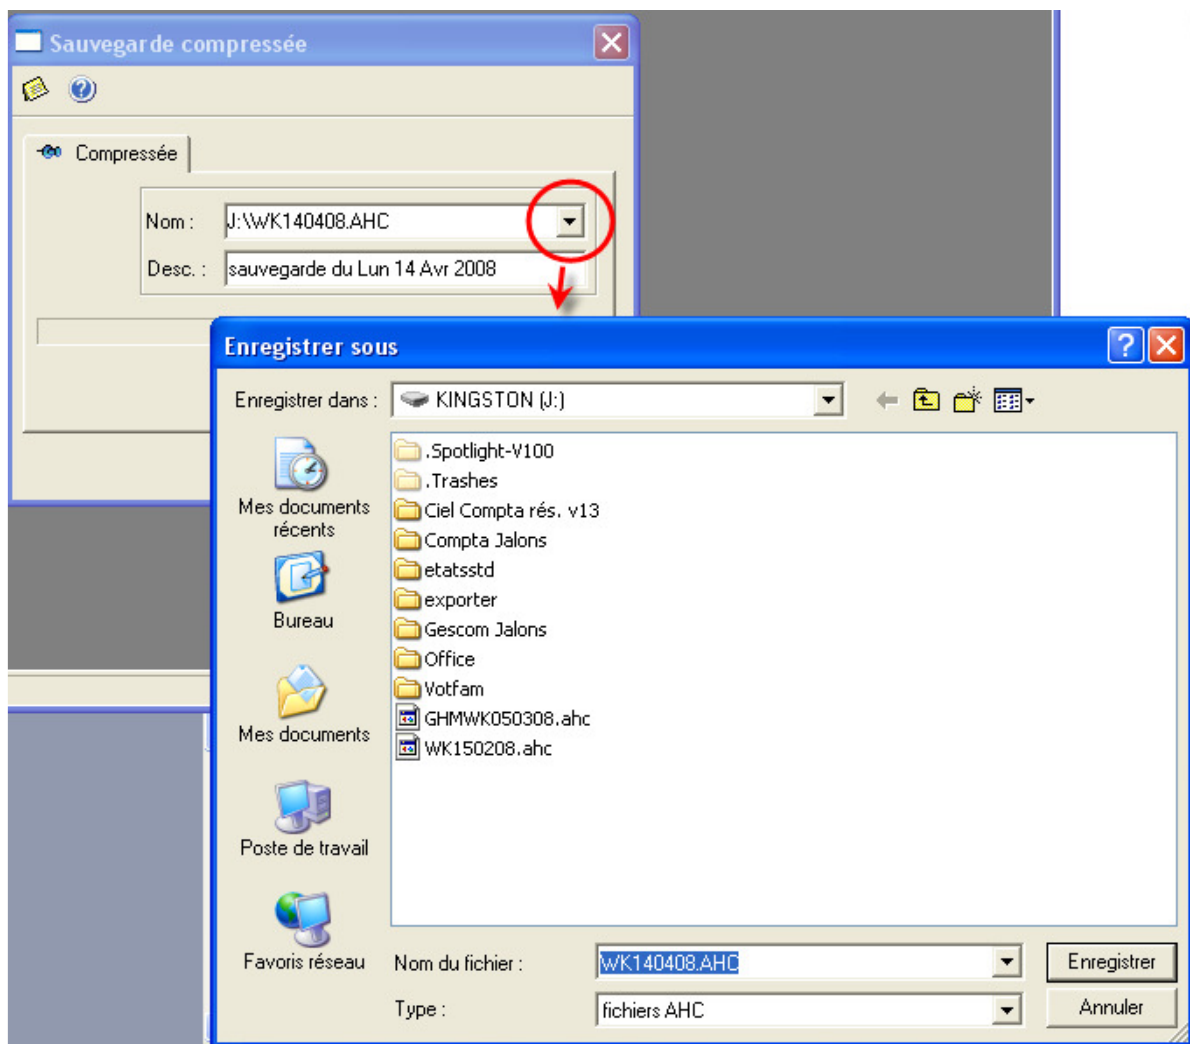 Sauvegarde compressée
Compressée
Nom : J:\WK140408.AHC
Desc. : sauvegarde du Lun 14 Avr 2008
Enregistrer sous
Enregistrer dans : KINGSTON (J:)
.Spotlight-V100
.Trashes
Ciel Compta rés. v13
Compta Jalons
etatsstd
exporter
Gescom Jalons
Office
Votfam
GHMWK050308.ahc
WK150208.ahc
Mes documents
récents
Bureau
Mes documents
Poste de travail
Favoris réseau
Nom du fichier : WK140408.AHC Enregistrer
Type : fichiers AHC Annuler